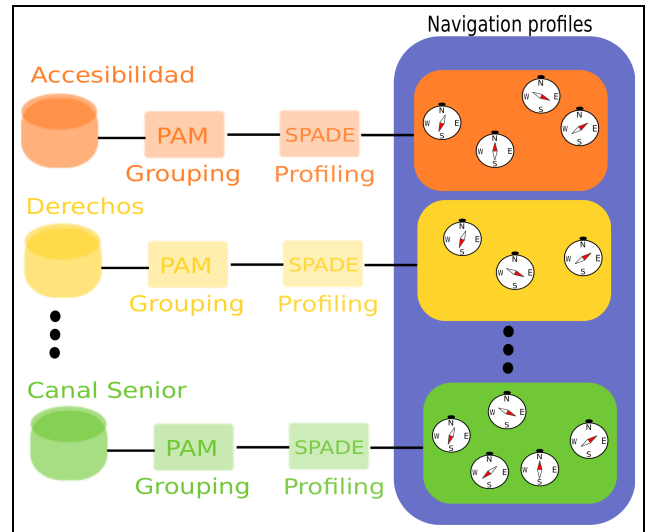 Navigation profiles
Accesibilidad
PAM
SPADE
Grouping
Profiling
N
W E
S
N
W E
S
N
W E
S
N
W E
S
Derechos
PAM
SPADE
Grouping
Profiling
N
W E
S
N
W E
S
N
W E
S
Canal Senior
PAM
SPADE
Grouping
Profiling
N
W E
S
N
W E
S
N
W E
S
N
W E
S
N
W E
S